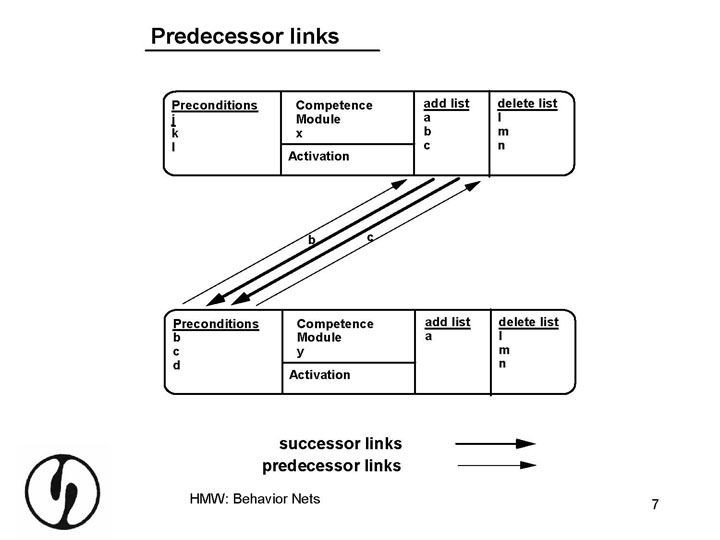 Predecessor links
Preconditions
j
k
l
Competence
Module
x
Activation
add list
a
b
c
delete list
l
m
n
b
c
Preconditions
b
c
d
Competence
Module
y
Activation
add list
a
delete list
l
m
n
successor links
predecessor links
HMW: Behavior Nets
7